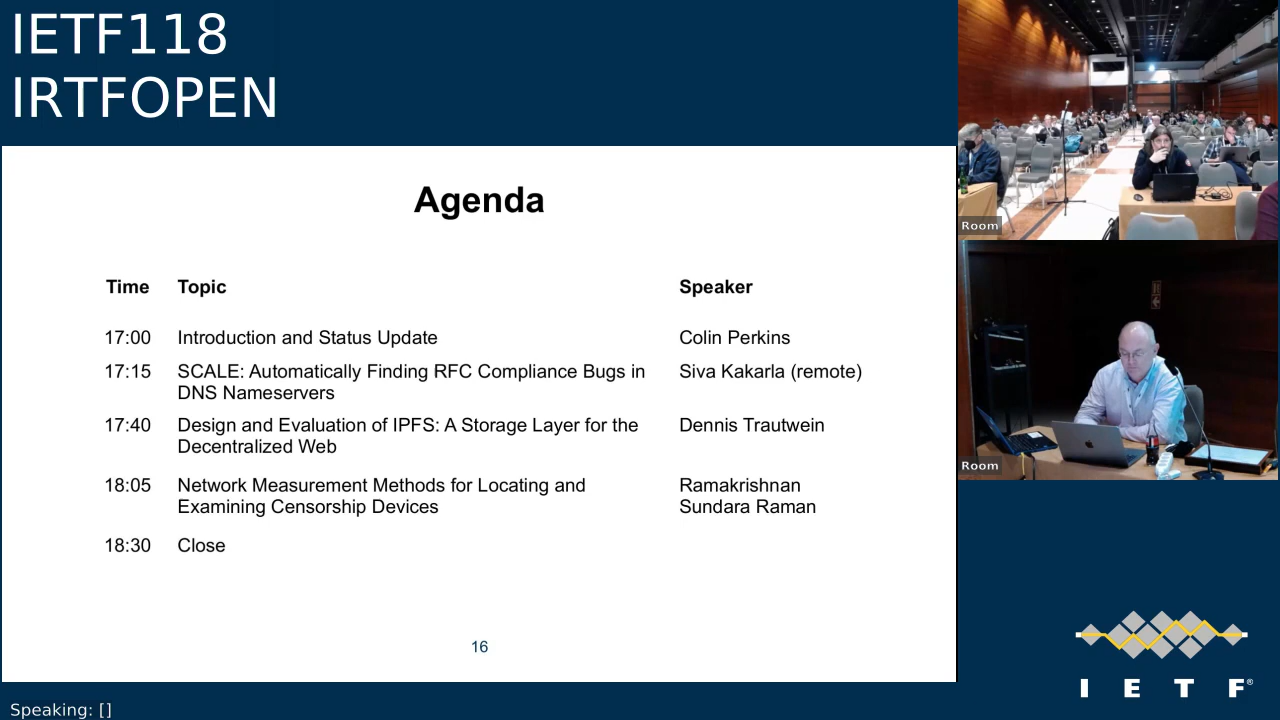 IETF118
IRTFOPEN
Agenda
Time Topic Speaker
17:00 Introduction and Status Update Colin Perkins
17:15 SCALE: Automatically Finding RFC Compliance Bugs in Siva Kakarla (remote)
DNS Nameservers
17:40 Design and Evaluation of IPFS: A Storage Layer for the Dennis Trautwein
Decentralized Web
18:05 Network Measurement Methods for Locating and Ramakrishnan
Examining Censorship Devices Sundara Raman
18:30 Close
16
Room
Room
I E T F®
Speaking: []